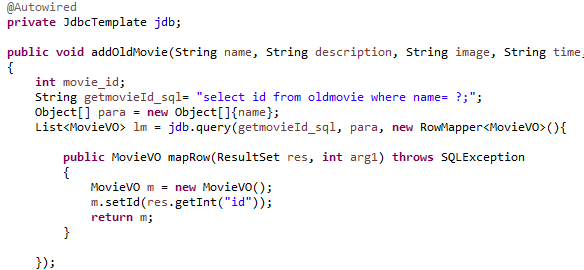 @Autowired
private JdbcTemplate jdb;
public void addOldMovie(String name, String description, String image, String time,
{
int movie_id;
String getmovieId_sql= "select id from oldmovie where name= ?;";
Object[] para = new Object[]{name};
List<MovieVO> lm = jdb.query(getmovieId_sql, para, new RowMapper<MovieVO>(){
public MovieVO mapRow(ResultSet res, int arg1) throws SQLException
{
MovieVO m = new MovieVO();
m.setId(res.getInt("id"));
return m;
}
});